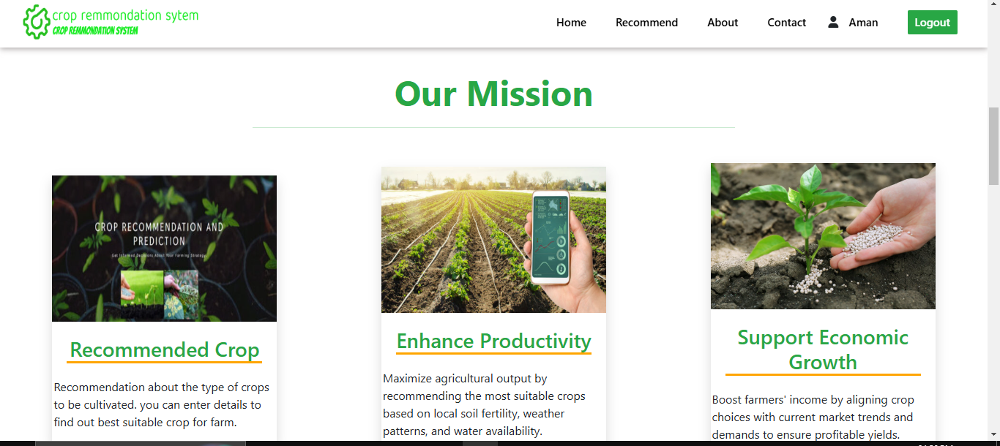 crop remmondation sytem
CROP REMMONDATION SYSTEM
Home Recommend About Contact Aman Logout
Our Mission
CROP RECOMMENDATION AND
PREDICTION
Get Informed Decisions About Your Farming Strategy
Recommended Crop
Recommendation about the type of crops
to be cultivated. you can enter details to
find out best suitable crop for farm.
Enhance Productivity
Maximize agricultural output by
recommending the most suitable crops
based on local soil fertility, weather
patterns, and water availability.
Support Economic
Growth
Boost farmers' income by aligning crop
choices with current market trends and
demands to ensure profitable yields.